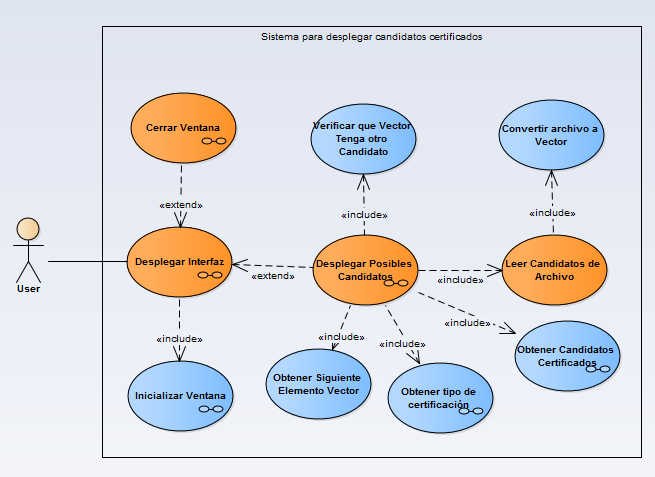 Sistema para desplegar candidatos certificados
Cerrar Ventana
Verificar que Vector
Tenga otro
Candidato
Convertir archivo a
Vector
«extend»
«include»
«include»
User
Desplegar Interfaz
«extend»
Desplegar Posibles
Candidatos
«include»
Leer Candidatos de
Archivo
«include»
«include»
«include»
«include»
Inicializar Ventana
Obtener Siguiente
Elemento Vector
Obtener tipo de
certificación
Obtener Candidatos
Certificados